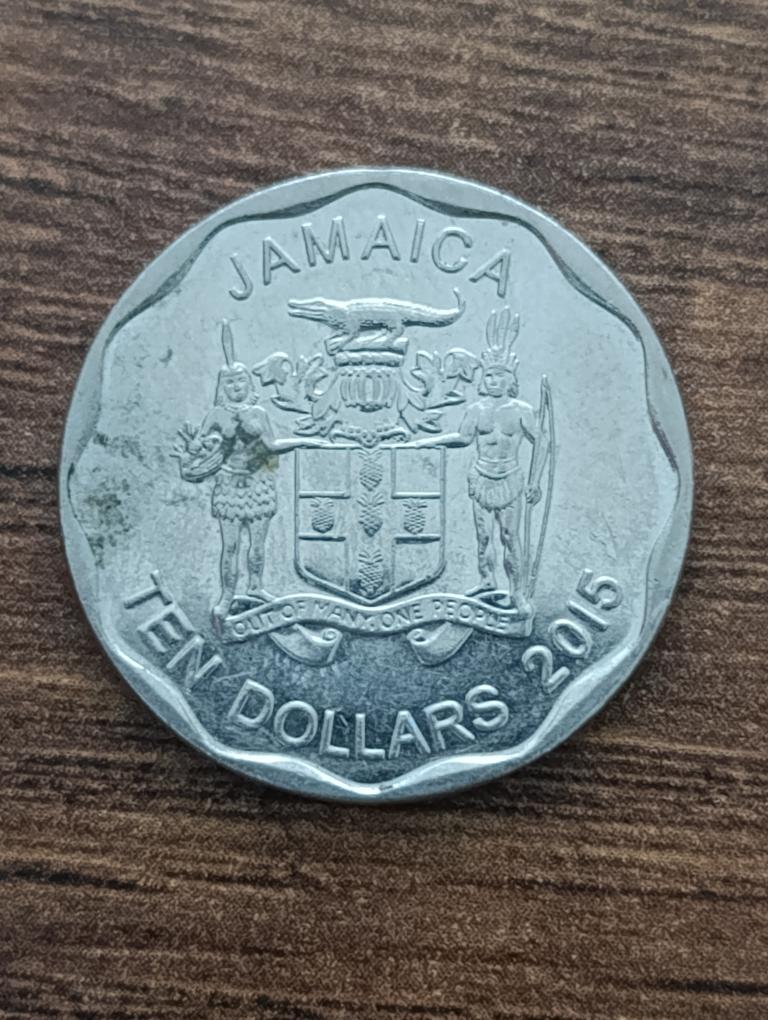 JAMAICA
OUT OF MANY, ONE PEOPLE
TEN DOLLARS 2015